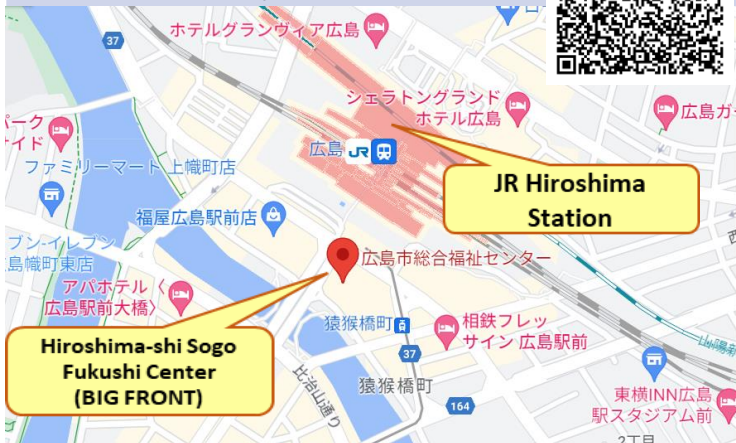 ホテルグランヴィア広島
37
シェラトングランド
ホテル広島
広島ガ
パーク
サイド
広島 JR
ファミリーマート 上幟町店
JR Hiroshima
Station
福屋広島駅前店
ブン-イレブン
島幟町東店
広島市総合福祉センター
アパホテル〈
広島駅前大橋〉
猿猴橋町
相鉄フレッ
サイン 広島駅前
山陽新
Hiroshima-shi Sogo
Fukushi Center
(BIG FRONT)
37
比治山通り
猿猴橋町
164
東横INN広島
駅スタジアム前
2丁目